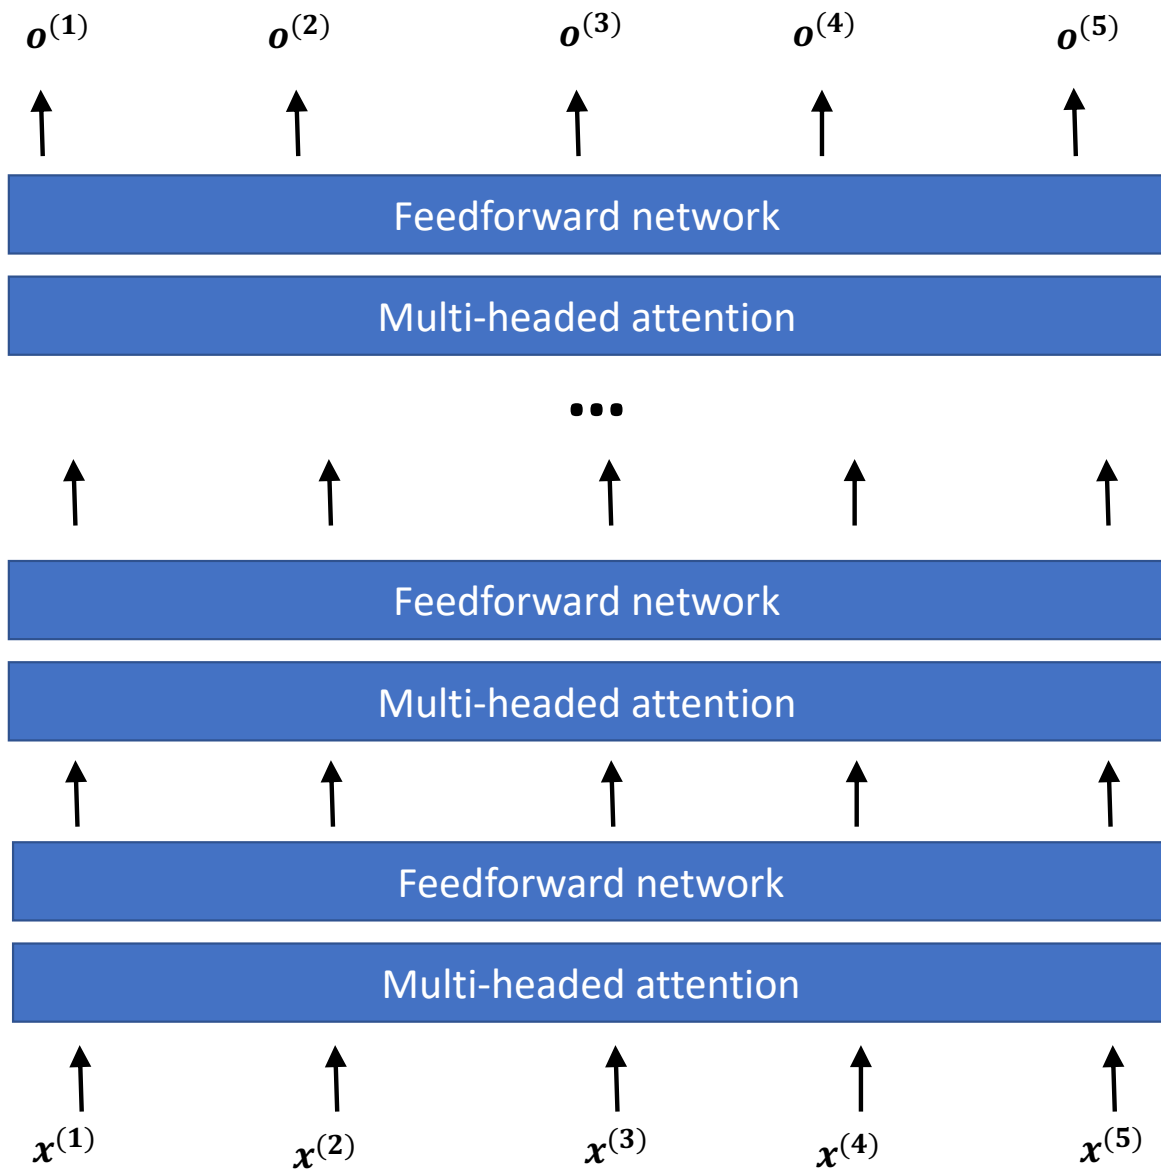 o^(1) o^(2) o^(3) o^(4) o^(5)
Feedforward network
Multi-headed attention
...
Feedforward network
Multi-headed attention
Feedforward network
Multi-headed attention
x^(1) x^(2) x^(3) x^(4) x^(5)